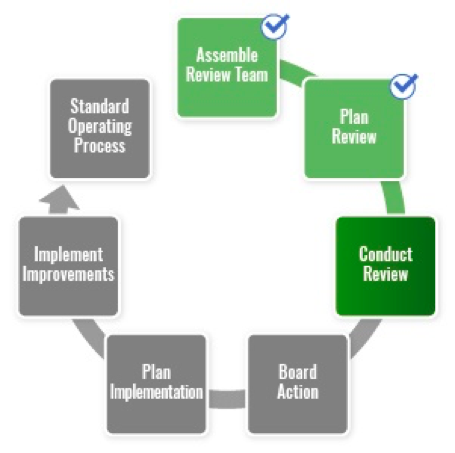 Assemble
Review Team
Plan
Review
Conduct
Review
Board
Action
Plan
Implementation
Implement
Improvements
Standard
Operating
Process